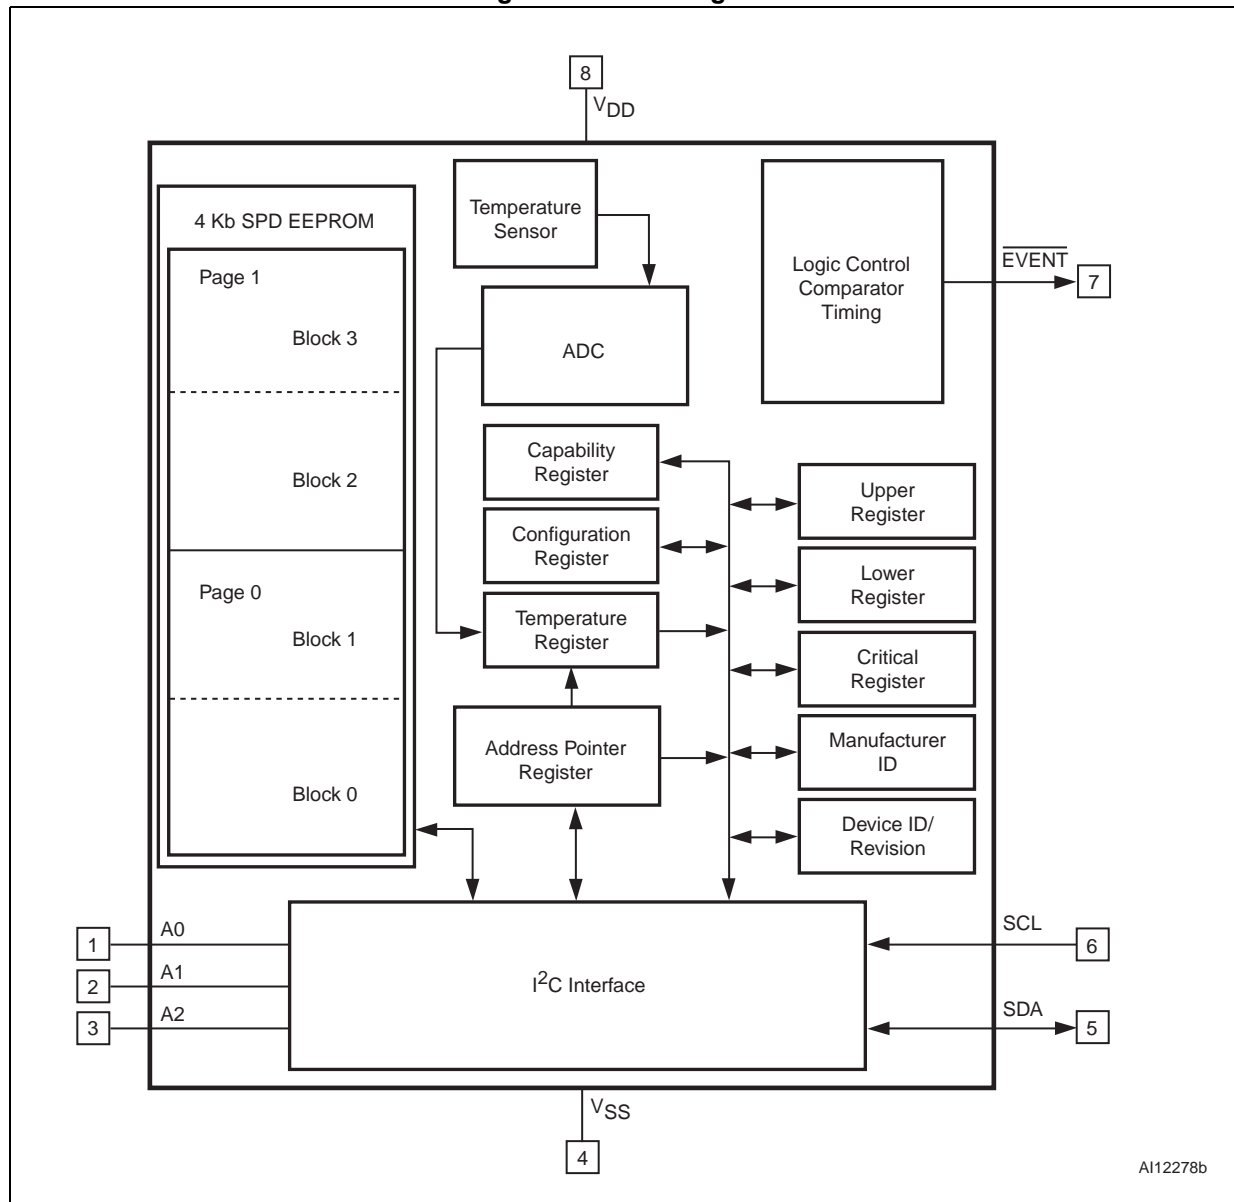 8
VDD
4 Kb SPD EEPROM
Page 1
Block 3
Block 2
Page 0
Block 1
Block 0
Temperature
Sensor
ADC
Logic Control
Comparator
Timing
EVENT
7
Capability
Register
Configuration
Register
Temperature
Register
Address Pointer
Register
Upper
Register
Lower
Register
Critical
Register
Manufacturer
ID
Device ID/
Revision
1
A0
2
A1
3
A2
I2C Interface
SCL
6
SDA
5
VSS
4
AI12278b